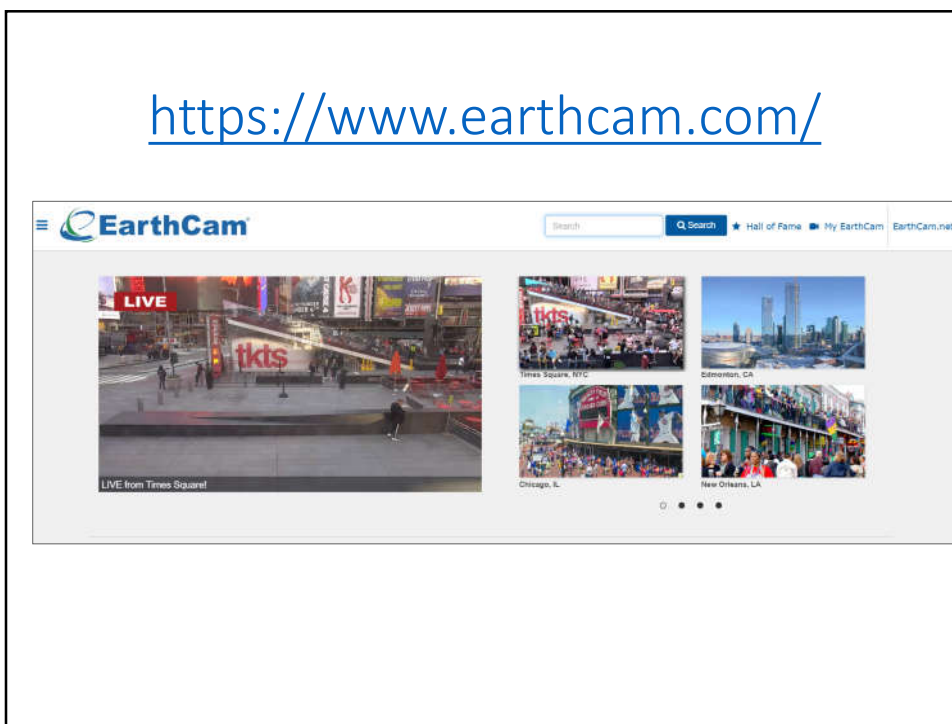 https://www.earthcam.com/
EarthCam
Search
Search
Hall of Fame
My EarthCam
EarthCam.net
LIVE
tkts
LIVE from Times Square!
tkts
Times Square, NYC
Edmonton, CA
Chicago, IL
New Orleans, LA